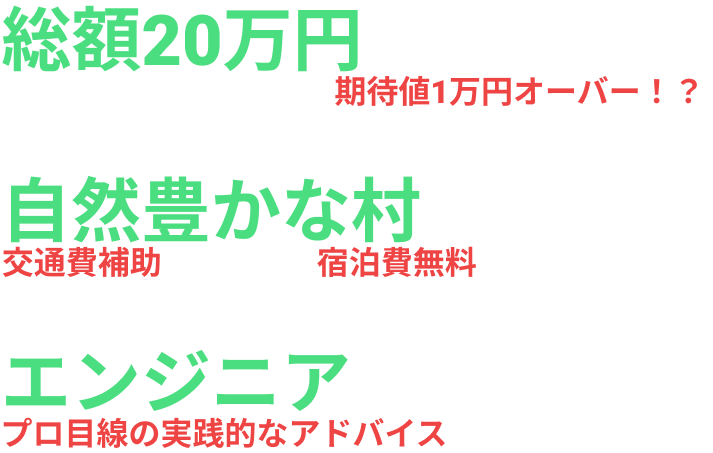 総額20万円
期待値1万円オーバー！？
自然豊かな村
交通費補助 宿泊費無料
エンジニア
プロ目線の実践的なアドバイス